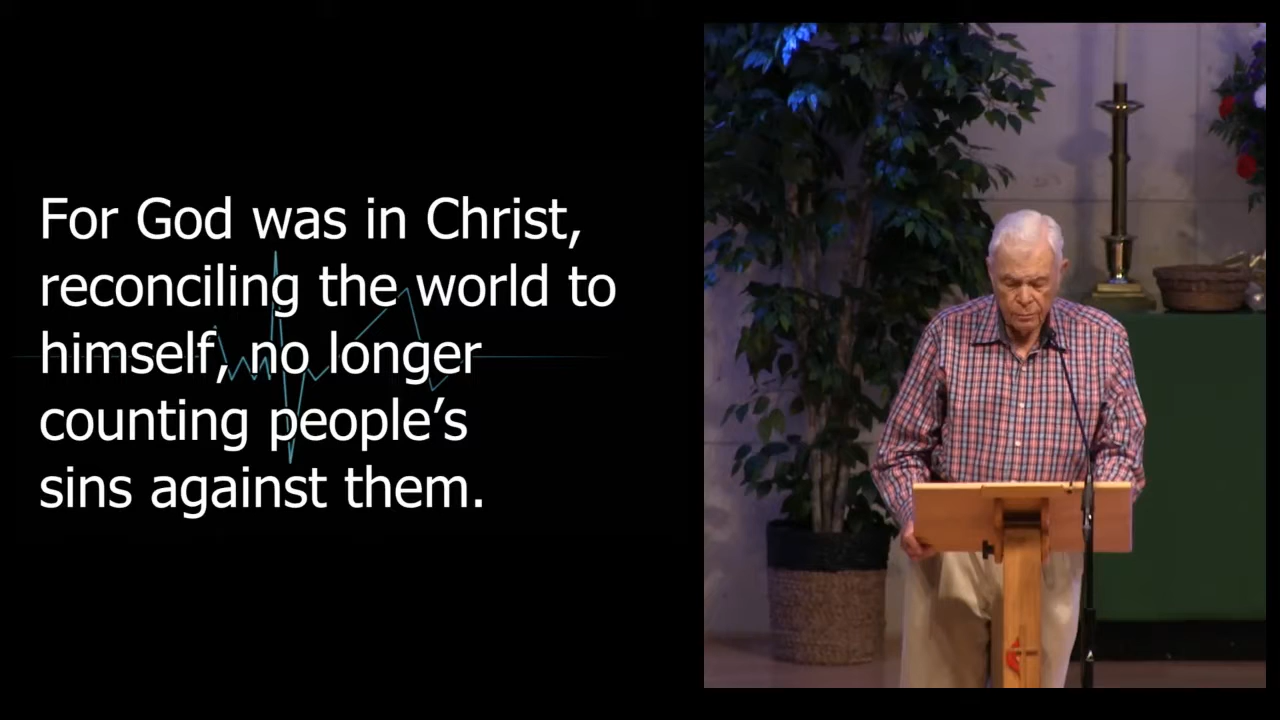 For God was in Christ,
reconciling the world to
himself, no longer
counting people’s
sins against them.